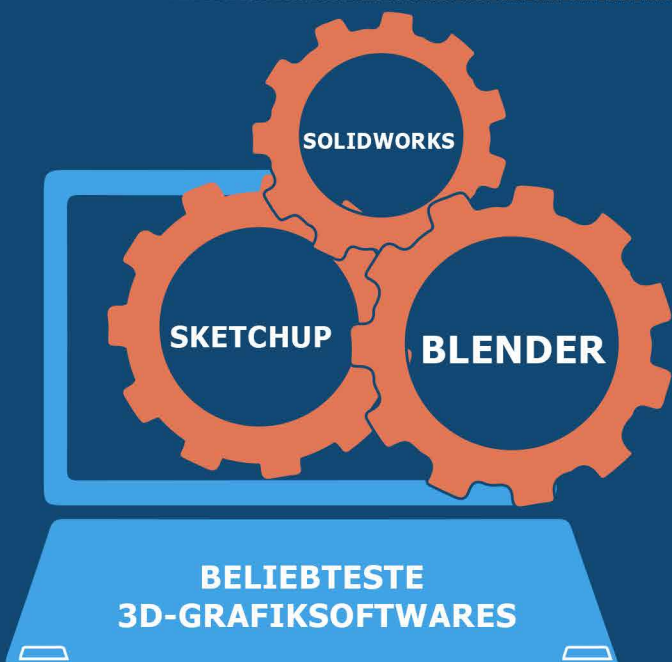 SOLIDWORKS
SKETCHUP
BLENDER
BELIEBTESTE
3D-GRAFIKSOFTWARES